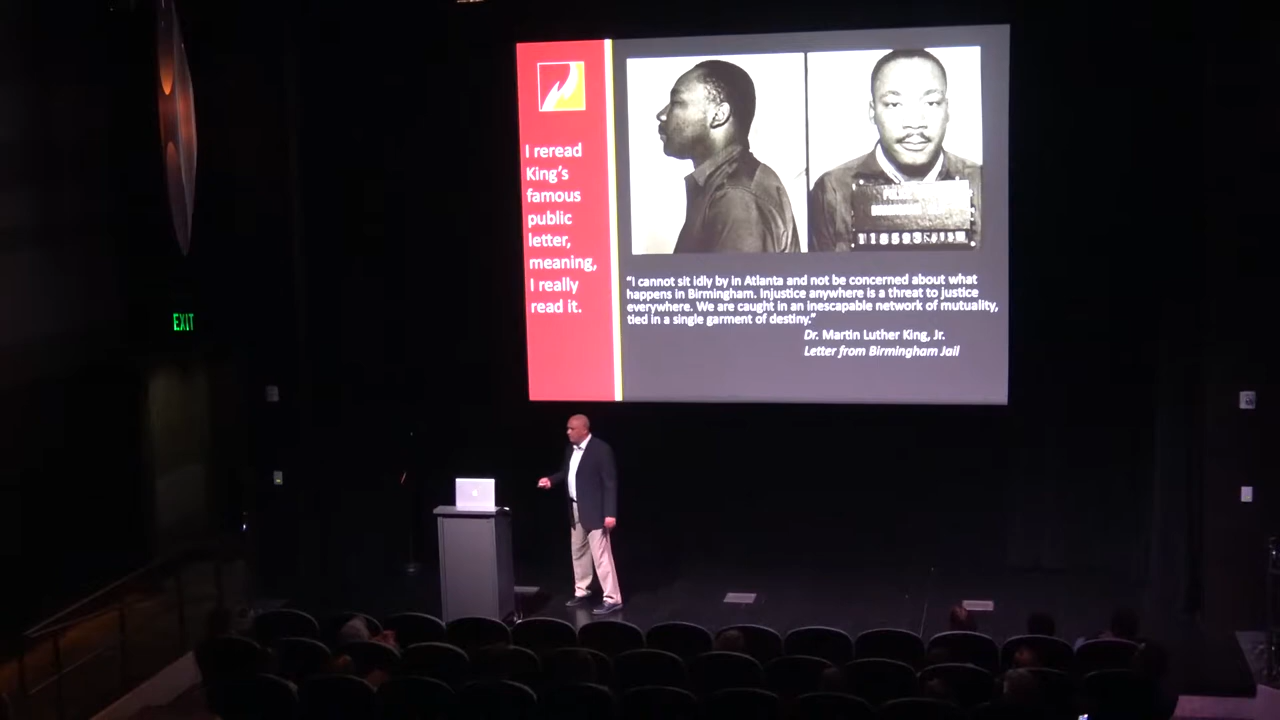 I reread
King's
famous
public
letter,
meaning,
I really
read it.
"I cannot sit idly by in Atlanta and not be concerned about what
happens in Birmingham. Injustice anywhere is a threat to justice
everywhere. We are caught in an inescapable network of mutuality,
tied in a single garment of destiny."
Dr. Martin Luther King, Jr.
Letter from Birmingham Jail
EXIT